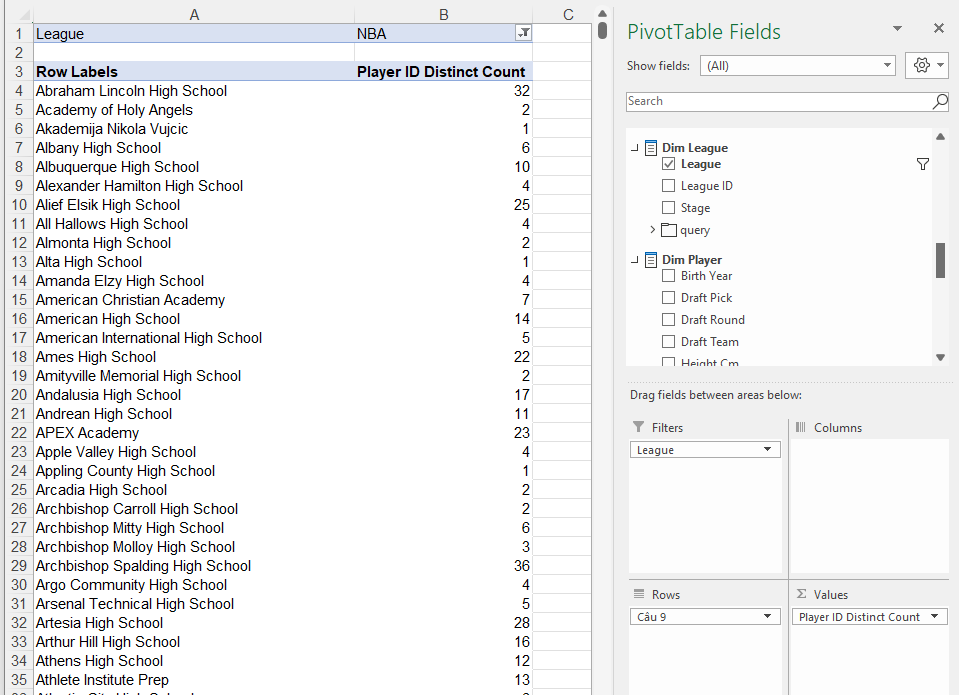 A B C
1 League NBA
2
3 Row Labels Player ID Distinct Count
4 Abraham Lincoln High School 32
5 Academy of Holy Angels 2
6 Akademija Nikola Vujcic 1
7 Albany High School 6
8 Albuquerque High School 10
9 Alexander Hamilton High School 4
10 Alief Elsik High School 25
11 All Hallows High School 4
12 Almonta High School 2
13 Alta High School 1
14 Amanda Elzy High School 4
15 American Christian Academy 7
16 American High School 14
17 American International High School 5
18 Ames High School 22
19 Amityville Memorial High School 2
20 Andalusia High School 17
21 Andrean High School 11
22 APEX Academy 23
23 Apple Valley High School 4
24 Appling County High School 1
25 Arcadia High School 2
26 Archbishop Carroll High School 2
27 Archbishop Mitty High School 6
28 Archbishop Molloy High School 3
29 Archbishop Spalding High School 36
30 Argo Community High School 4
31 Arsenal Technical High School 5
32 Artesia High School 28
33 Arthur Hill High School 16
34 Athens High School 12
35 Athlete Institute Prep 13
PivotTable Fields
Show fields: (All)
Search
Dim League
League
League ID
Stage
query
Dim Player
Birth Year
Draft Pick
Draft Round
Draft Team
Height Cm
Drag fields between areas below:
Filters
League
Columns
Rows
Câu 9
Σ Values
Player ID Distinct Count